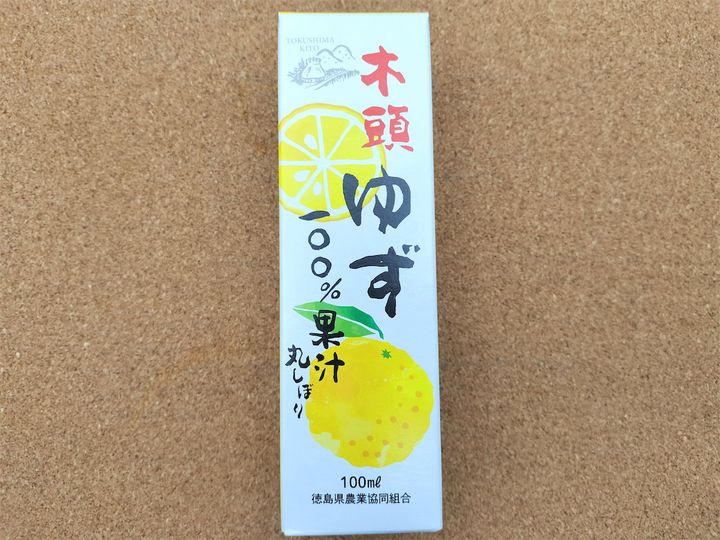 TOKUSHIMA
KITO
木頭
ゆず
一〇〇%果汁
丸しぼり
100ml
徳島県農業協同組合